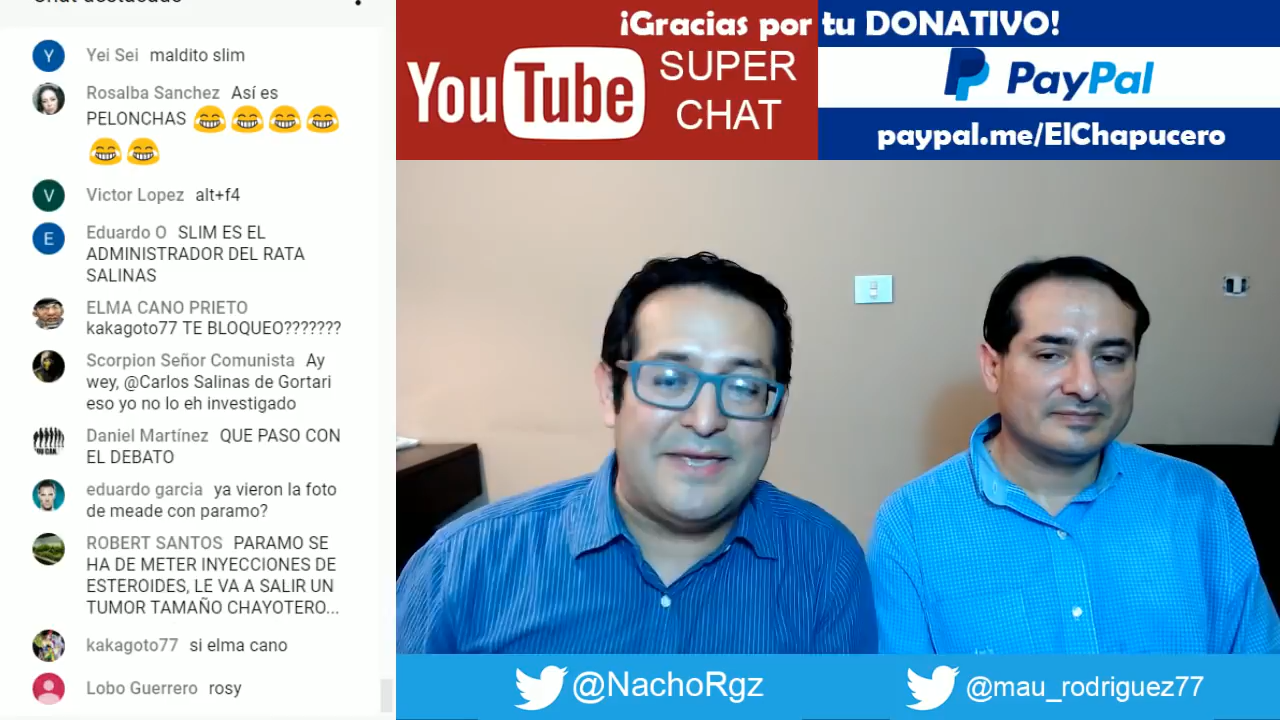 Chat destacado
Yei Sei maldito slim
Rosalba Sanchez Así es
PELONCHAS 😂😂😂😂
😂😂
Victor Lopez alt+f4
Eduardo O SLIM ES EL
ADMINISTRADOR DEL RATA
SALINAS
ELMA CANO PRIETO
kakagoto77 TE BLOQUEO???????
Scorpion Señor Comunista Ay
wey, @Carlos Salinas de Gortari
eso yo no lo eh investigado
Daniel Martínez QUE PASO CON
EL DEBATO
eduardo garcia ya vieron la foto
de meade con paramo?
ROBERT SANTOS PARAMO SE
HA DE METER INYECCIONES DE
ESTEROIDES, LE VA A SALIR UN
TUMOR TAMAÑO CHAYOTERO...
kakagoto77 si elma cano
Lobo Guerrero rosy
Y
V
E
YOU CAN.
¡Gracias por tu DONATIVO!
YouTube
SUPER
CHAT
PayPal
paypal.me/ElChapucero
@NachoRgz
@mau_rodriguez77